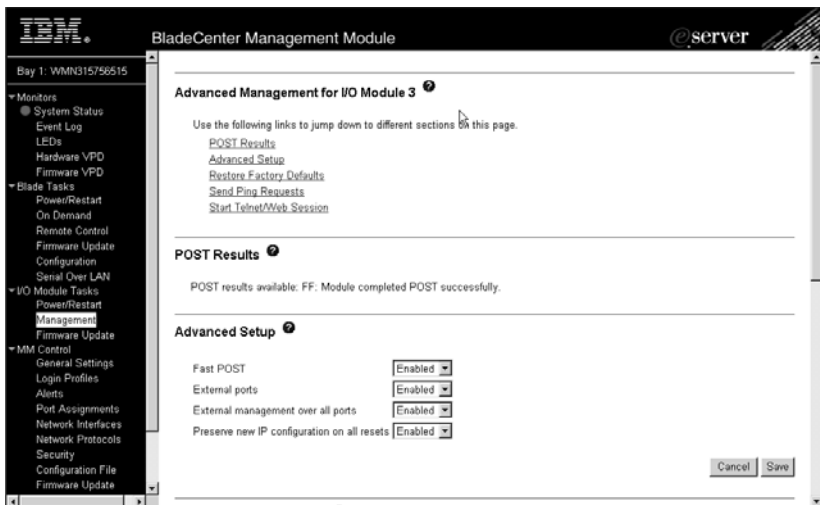 IBM.
BladeCenter Management Module
eserver
Bay 1: WMN315756515
Monitors
System Status
Event Log
LEDs
Hardware VPD
Firmware VPD
Blade Tasks
Power/Restart
On Demand
Remote Control
Firmware Update
Configuration
Serial Over LAN
I/O Module Tasks
Power/Restart
Management
Firmware Update
MM Control
General Settings
Login Profiles
Alerts
Port Assignments
Network Interfaces
Network Protocols
Security
Configuration File
Firmware Update
Advanced Management for I/O Module 3 ?
Use the following links to jump down to different sections on this page.
POST Results
Advanced Setup
Restore Factory Defaults
Send Ping Requests
Start Telnet/Web Session
POST Results ?
POST results available: FF: Module completed POST successfully.
Advanced Setup ?
Fast POST Enabled
External ports Enabled
External management over all ports Enabled
Preserve new IP configuration on all resets Enabled
Cancel Save